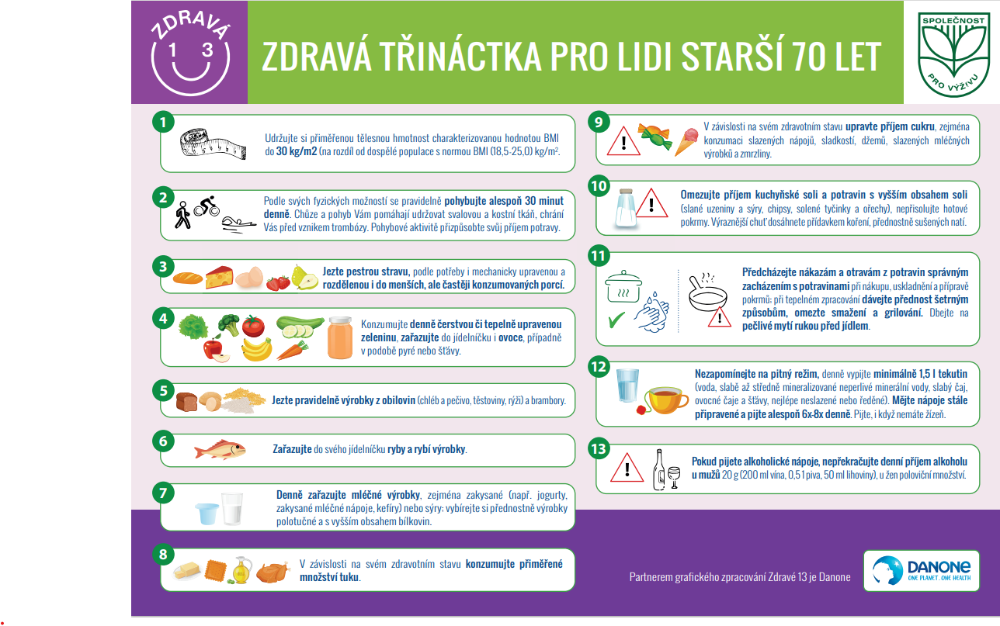 ZDRAVÁ
1 3
ZDRAVÁ TŘINÁCTKA PRO LIDI STARŠÍ 70 LET
SPOLEČNOST
PRO VÝŽIVU
1
Udržujte si přiměřenou tělesnou hmotnost charakterizovanou hodnotou BMI
do 30 kg/m2 (na rozdíl od dospělé populace s normou BMI (18,5-25,0) kg/m².
2
Podle svých fyzických možností se pravidelně pohybujte alespoň 30 minut
denně. Chůze a pohyb Vám pomáhají udržovat svalovou a kostní tkáň, chrání
Vás před vznikem trombózy. Pohybové aktivitě přizpůsobte svůj příjem potravy.
3
Jezte pestrou stravu, podle potřeby i mechanicky upravenou a
rozdělenou i do menších, ale častěji konzumovaných porcí.
4
Konzumujte denně čerstvou či tepelně upravenou
zeleninu, zařazujte do jídelníčku i ovoce, případně
v podobě pyré nebo šťávy.
5
Jezte pravidelně výrobky z obilovin (chléb a pečivo, těstoviny, rýži) a brambory.
6
Zařazujte do svého jídelníčku ryby a rybí výrobky.
7
Denně zařazujte mléčné výrobky, zejména zakysané (např. jogurty,
zakysané mléčné nápoje, kefíry) nebo sýry; vybírejte si přednostně výrobky
polotučné a s vyšším obsahem bílkovin.
8
V závislosti na svém zdravotním stavu konzumujte přiměřené
množství tuku.
9
V závislosti na svém zdravotním stavu upravte příjem cukru, zejména
konzumaci slazených nápojů, sladkostí, džemů, slazených mléčných
výrobků a zmrzliny.
10
Omezujte příjem kuchyňské soli a potravin s vyšším obsahem soli
(slané uzeniny a sýry, chipsy, solené tyčinky a ořechy), nepřisolujte hotové
pokrmy. Výraznější chuť dosáhnete přídavkem koření, přednostně sušených natí.
11
Předcházejte nákazám a otravám z potravin správným
zacházením s potravinami při nákupu, uskladnění a přípravě
pokrmů: při tepelném zpracování dávejte přednost šetrným
způsobům, omezte smažení a grilování. Dbejte na
pečlivé mytí rukou před jídlem.
12
Nezapomínejte na pitný režim, denně vypijte minimálně 1,5 l tekutin
(voda, slabě až středně mineralizované neperlivé minerální vody, slabý čaj,
ovocné čaje a šťávy, nejlépe neslazené nebo ředěné). Mějte nápoje stále
připravené a pijte alespoň 6x-8x denně. Pijte, i když nemáte žízeň.
13
Pokud pijete alkoholické nápoje, nepřekračujte denní příjem alkoholu
u mužů 20 g (200 ml vína, 0,5 l piva, 50 ml lihoviny), u žen poloviční množství.
Partnerem grafického zpracování Zdravé 13 je Danone
DANONE
ONE PLANET. ONE HEALTH